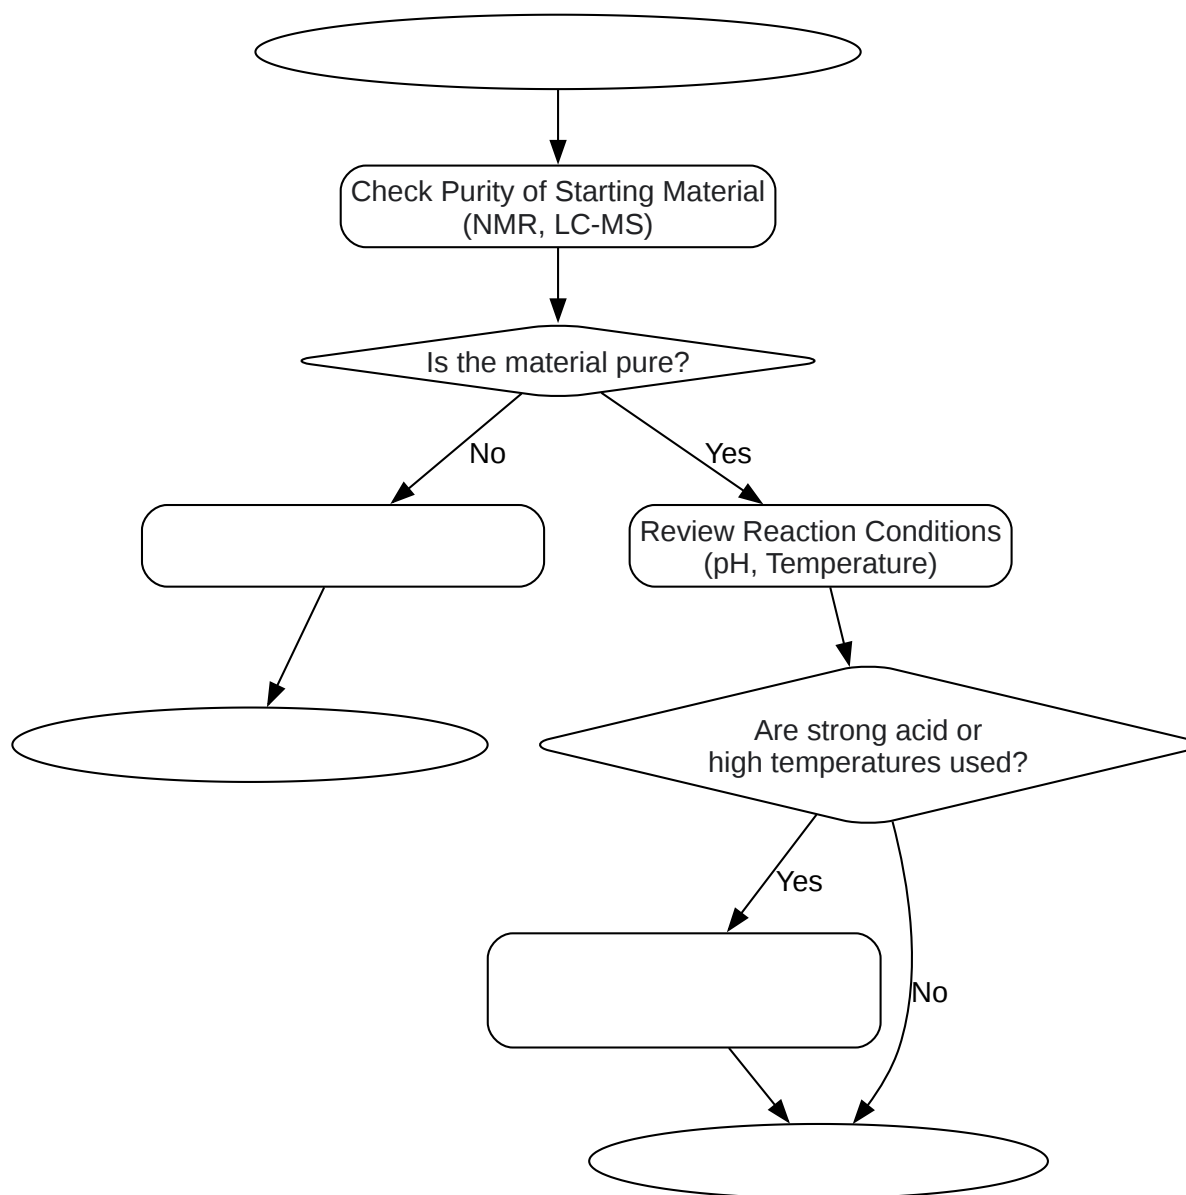 Check Purity of Starting Material
(NMR, LC-MS)
Is the material pure?
No
Yes
Review Reaction Conditions
(pH, Temperature)
Are strong acid or
high temperatures used?
Yes
No